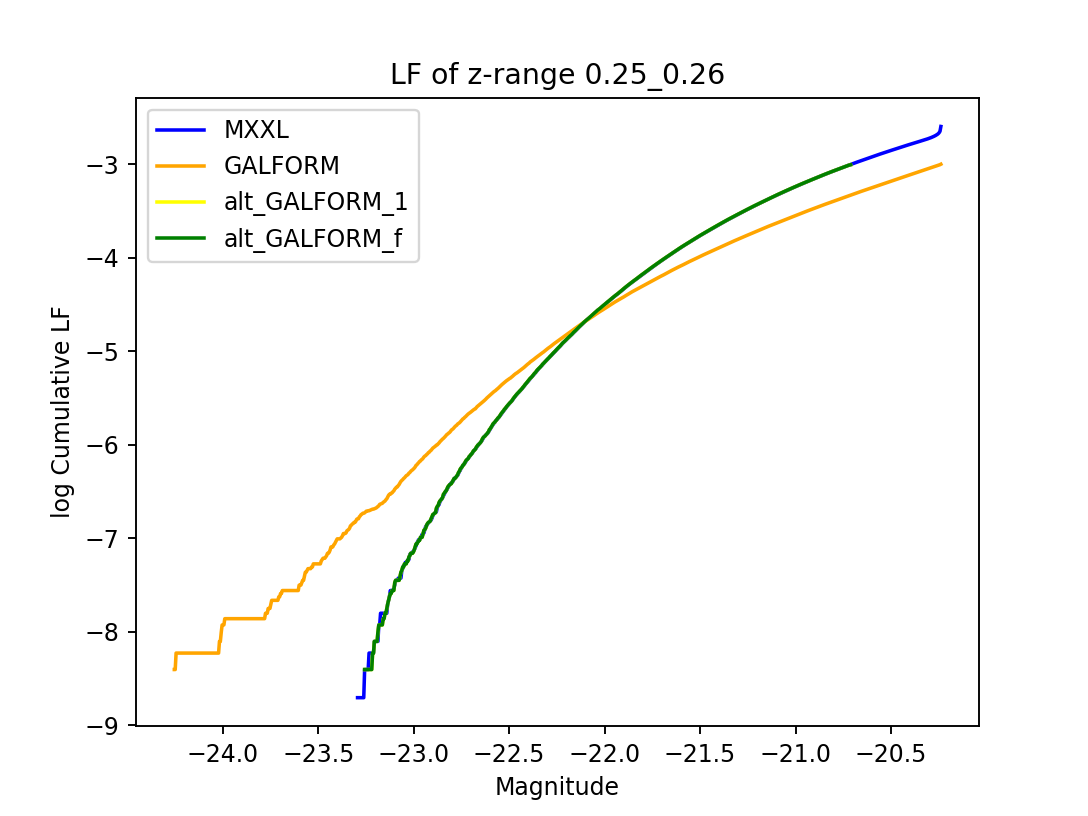 LF of z-range 0.25_0.26
MXXL
GALFORM
alt_GALFORM_1
alt_GALFORM_f
log Cumulative LF
−3
−4
−5
−6
−7
−8
−9
−24.0 −23.5 −23.0 −22.5 −22.0 −21.5 −21.0 −20.5
Magnitude